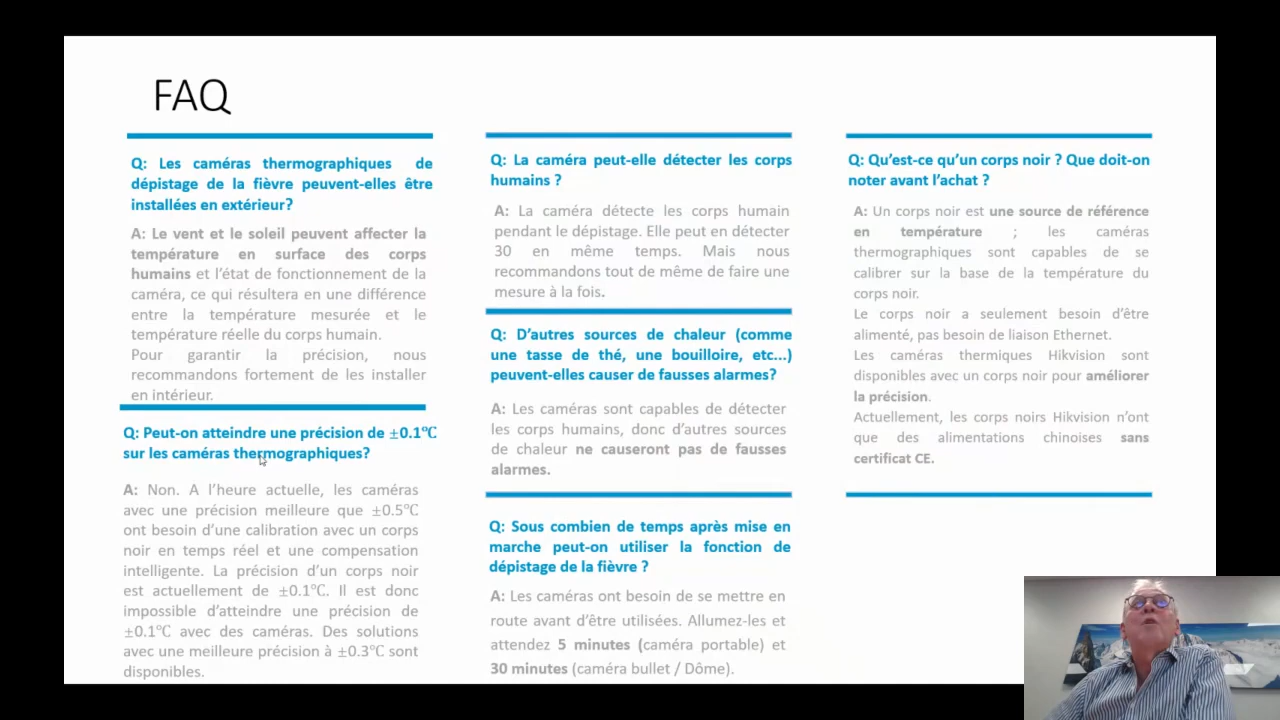 FAQ
Q: Les caméras thermographiques de
dépistage de la fièvre peuvent-elles être
installées en extérieur?
A: Le vent et le soleil peuvent affecter la
température en surface des corps
humains et l'état de fonctionnement de la
caméra, ce qui résultera en une différence
entre la température mesurée et le
température réelle du corps humain.
Pour garantir la précision, nous
recommandons fortement de les installer
en intérieur.
Q: Peut-on atteindre une précision de ±0.1℃
sur les caméras thermographiques?
A: Non. A l'heure actuelle, les caméras
avec une précision meilleure que ±0.5℃
ont besoin d'une calibration avec un corps
noir en temps réel et une compensation
intelligente. La précision d'un corps noir
est actuellement de ±0.1℃. Il est donc
impossible d'atteindre une précision de
±0.1℃ avec des caméras. Des solutions
avec une meilleure précision à ±0.3℃ sont
disponibles.
Q: La caméra peut-elle détecter les corps
humains ?
A: La caméra détecte les corps humain
pendant le dépistage. Elle peut en détecter
30 en même temps. Mais nous
recommandons tout de même de faire une
mesure à la fois.
Q: D'autres sources de chaleur (comme
une tasse de thé, une bouilloire, etc...)
peuvent-elles causer de fausses alarmes?
A: Les caméras sont capables de détecter
les corps humains, donc d'autres sources
de chaleur ne causeront pas de fausses
alarmes.
Q: Sous combien de temps après mise en
marche peut-on utiliser la fonction de
dépistage de la fièvre ?
A: Les caméras ont besoin de se mettre en
route avant d'être utilisées. Allumez-les et
attendez 5 minutes (caméra portable) et
30 minutes (caméra bullet / Dôme).
Q: Qu'est-ce qu'un corps noir ? Que doit-on
noter avant l'achat ?
A: Un corps noir est une source de référence
en température ; les caméras
thermographiques sont capables de se
calibrer sur la base de la température du
corps noir.
Le corps noir a seulement besoin d'être
alimenté, pas besoin de liaison Ethernet.
Les caméras thermiques Hikvision sont
disponibles avec un corps noir pour améliorer
la précision.
Actuellement, les corps noirs Hikvision n'ont
que des alimentations chinoises sans
certificat CE.